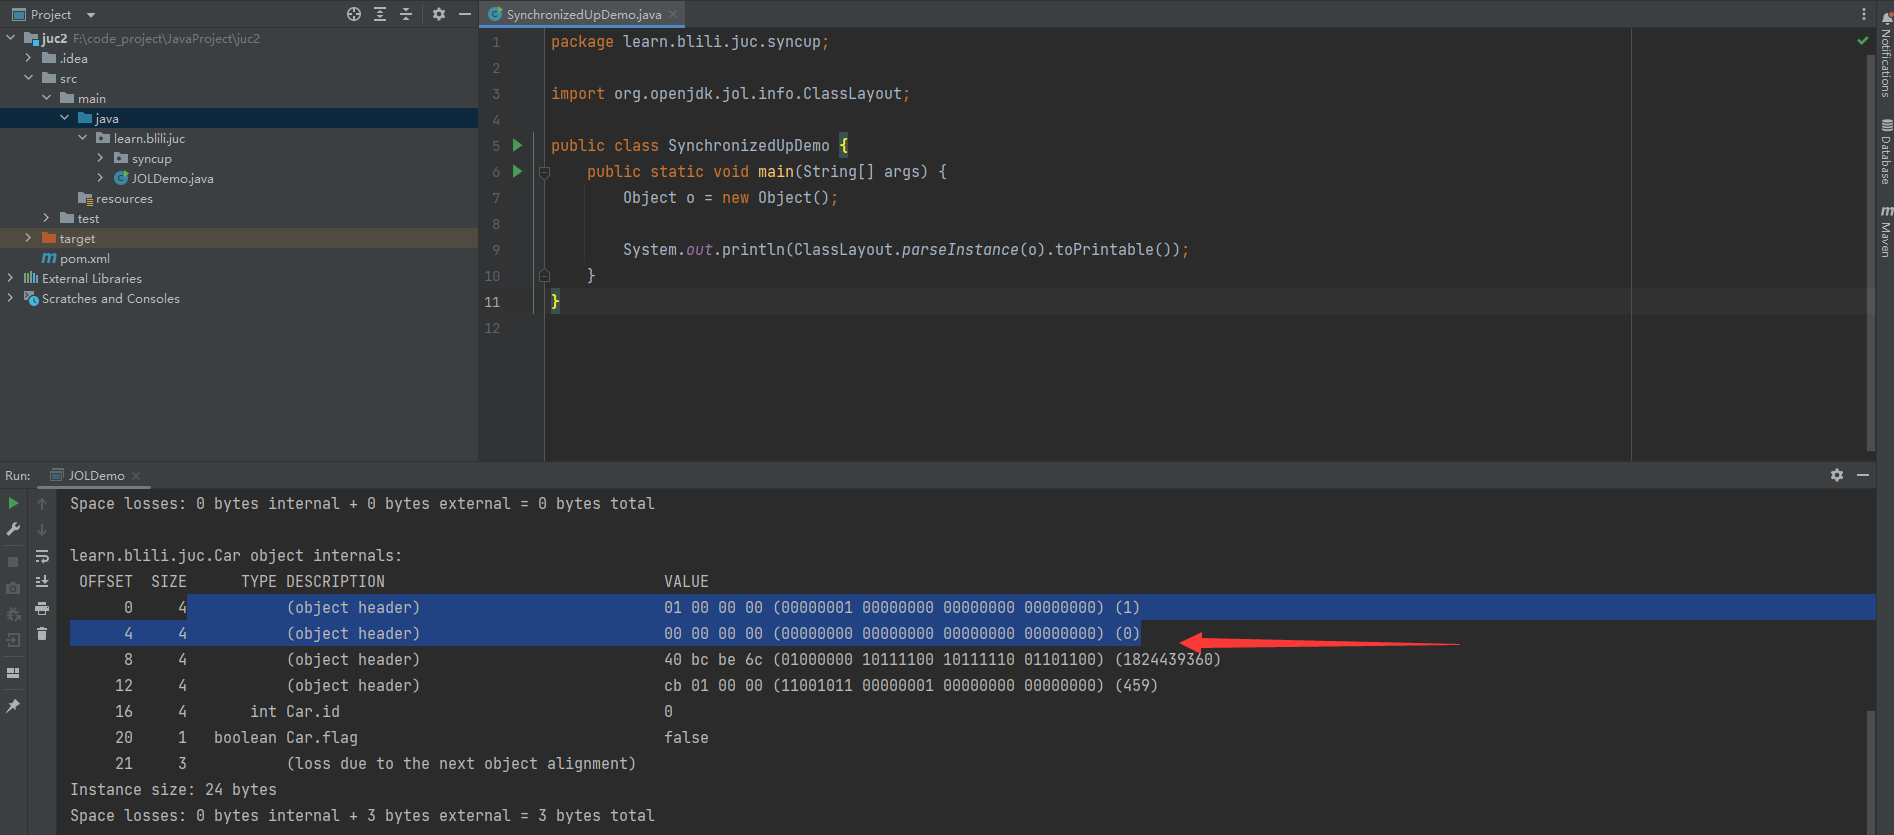 Project
SynchronizedUpDemo.java
juc2 F:\code_project\JavaProject\juc2
.idea
src
main
java
learn.blili.juc
syncup
JOLDemo.java
resources
test
target
pom.xml
External Libraries
Scratches and Consoles
1 package learn.blili.juc.syncup;
2
3 import org.openjdk.jol.info.ClassLayout;
4
5 public class SynchronizedUpDemo {
6 public static void main(String[] args) {
7 Object o = new Object();
8
9 System.out.println(ClassLayout.parseInstance(o).toPrintable());
10 }
11 }
12
Notifications
Database
Maven
Run: JOLDemo
Space losses: 0 bytes internal + 0 bytes external = 0 bytes total
learn.blili.juc.Car object internals:
OFFSET SIZE TYPE DESCRIPTION VALUE
0 4 (object header) 01 00 00 00 (00000001 00000000 00000000 00000000) (1)
4 4 (object header) 00 00 00 00 (00000000 00000000 00000000 00000000) (0)
8 4 (object header) 40 bc be 6c (01000000 10111100 10111110 01101100) (1824439360)
12 4 (object header) cb 01 00 00 (11001011 00000001 00000000 00000000) (459)
16 4 int Car.id 0
20 1 boolean Car.flag false
21 3 (loss due to the next object alignment)
Instance size: 24 bytes
Space losses: 0 bytes internal + 3 bytes external = 3 bytes total